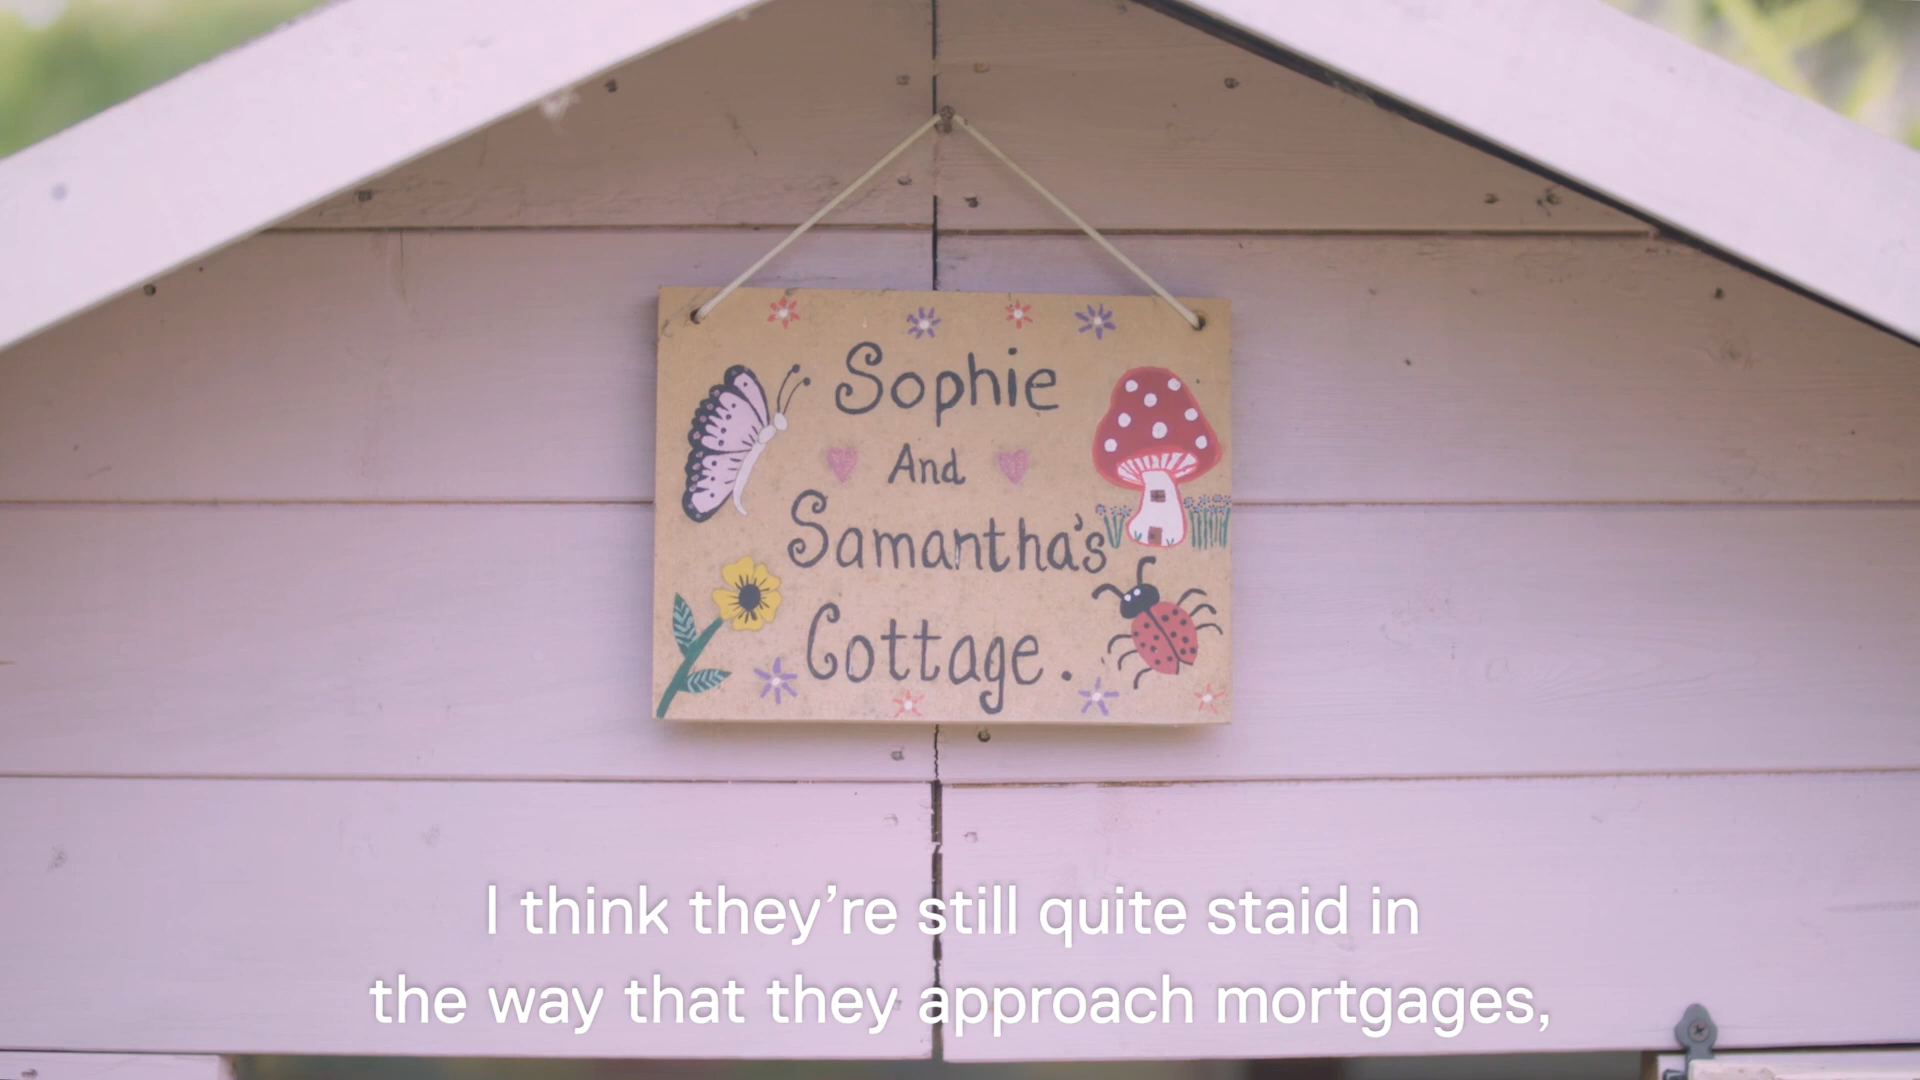 Sophie
And
Samantha's
Cottage.
I think they’re still quite staid in
the way that they approach mortgages,